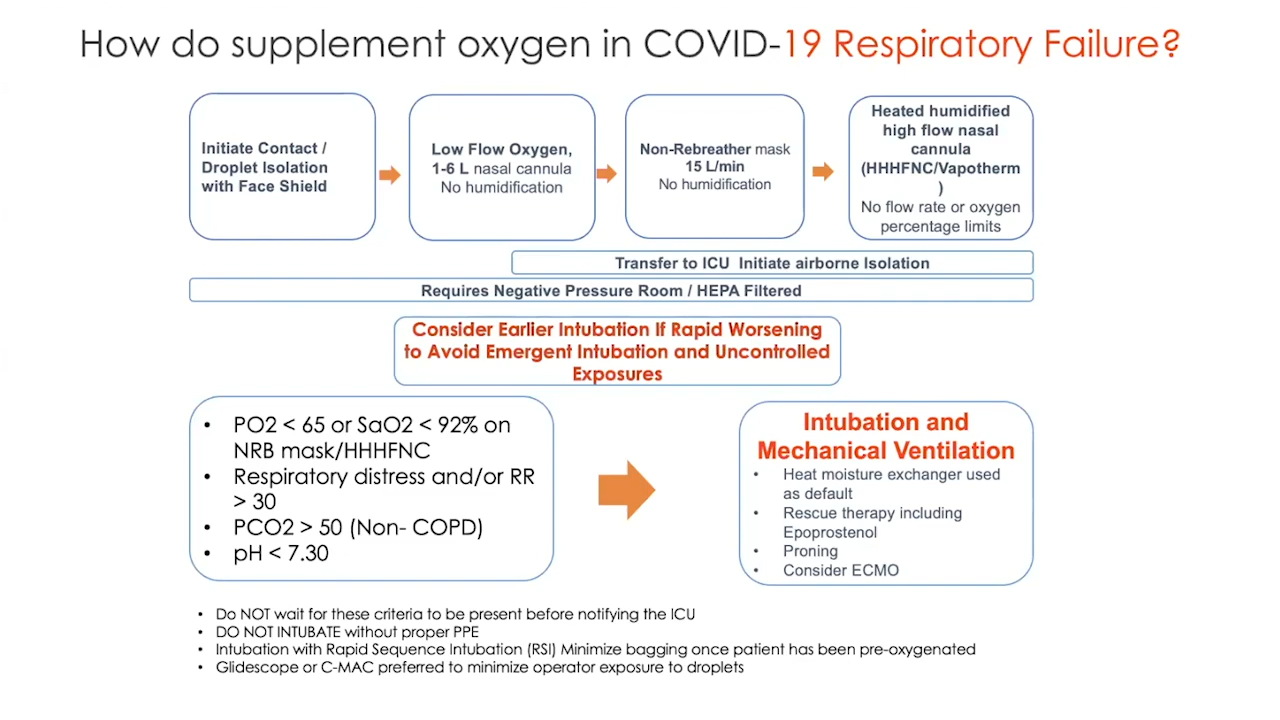 How do supplement oxygen in COVID-19 Respiratory Failure?
Initiate Contact /
Droplet Isolation
with Face Shield
Low Flow Oxygen,
1-6 L nasal cannula
No humidification
Non-Rebreather mask
15 L/min
No humidification
Heated humidified
high flow nasal
cannula
(HHHFNC/Vapotherm
)
No flow rate or oxygen
percentage limits
Transfer to ICU Initiate airborne Isolation
Requires Negative Pressure Room / HEPA Filtered
Consider Earlier Intubation If Rapid Worsening
to Avoid Emergent Intubation and Uncontrolled
Exposures
• PO2 < 65 or SaO2 < 92% on
NRB mask/HHHFNC
• Respiratory distress and/or RR
> 30
• PCO2 > 50 (Non- COPD)
• pH < 7.30
Intubation and
Mechanical Ventilation
• Heat moisture exchanger used
as default
• Rescue therapy including
Epoprostenol
• Proning
• Consider ECMO
• Do NOT wait for these criteria to be present before notifying the ICU
• DO NOT INTUBATE without proper PPE
• Intubation with Rapid Sequence Intubation (RSI) Minimize bagging once patient has been pre-oxygenated
• Glidescope or C-MAC preferred to minimize operator exposure to droplets